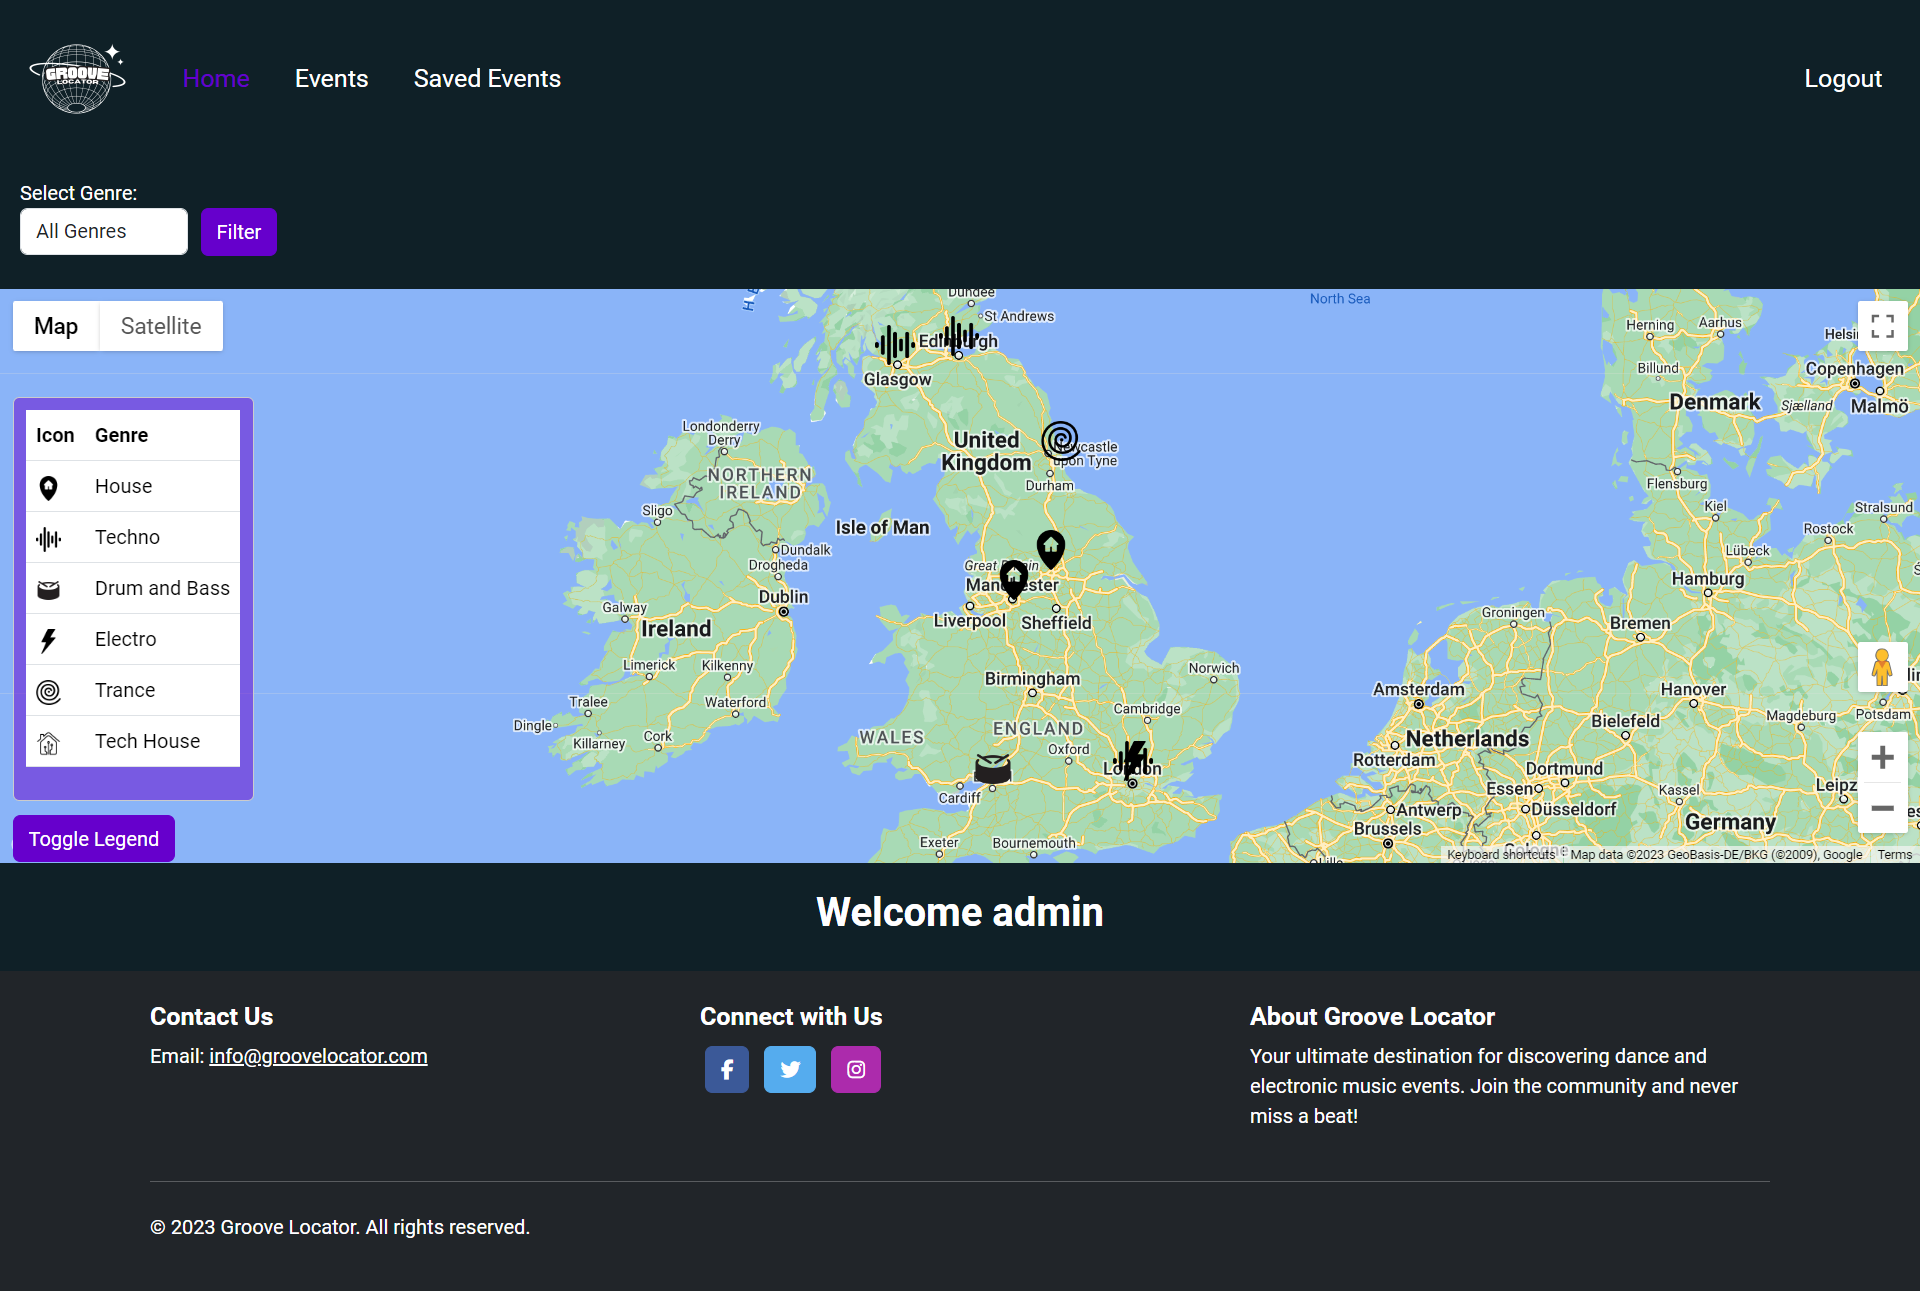 GROOVE
LOCATOR
Home
Events
Saved Events
Logout
Select Genre:
All Genres
Filter
Map
Satellite
Icon Genre
House
Techno
Drum and Bass
Electro
Trance
Tech House
Toggle Legend
Dundee
St Andrews
Edinburgh
Glasgow
North Sea
Londonderry
Derry
NORTHERN
IRELAND
United
Kingdom
Newcastle
upon Tyne
Durham
Sligo
Isle of Man
Dundalk
Drogheda
Great
Manchester
Dublin
Galway
Ireland
Liverpool
Sheffield
Limerick
Kilkenny
Birmingham
Norwich
Tralee
Waterford
Cambridge
Dingle
Killarney
Cork
WALES
ENGLAND
Oxford
London
Cardiff
Exeter
Bournemouth
Herning
Aarhus
Billund
Copenhagen
Denmark
Sjælland
Malmö
Flensburg
Kiel
Stralsund
Rostock
Lübeck
Hamburg
Groningen
Bremen
Amsterdam
Hanover
Bielefeld
Magdeburg
Potsdam
Netherlands
Rotterdam
Dortmund
Essen
Kassel
Antwerp
Düsseldorf
Brussels
Germany
Cologne
Lille
Keyboard shortcuts
Map data ©2023 GeoBasis-DE/BKG (©2009), Google
Terms
Welcome admin
Contact Us
Email: info@groovelocator.com
Connect with Us
About Groove Locator
Your ultimate destination for discovering dance and
electronic music events. Join the community and never
miss a beat!
© 2023 Groove Locator. All rights reserved.